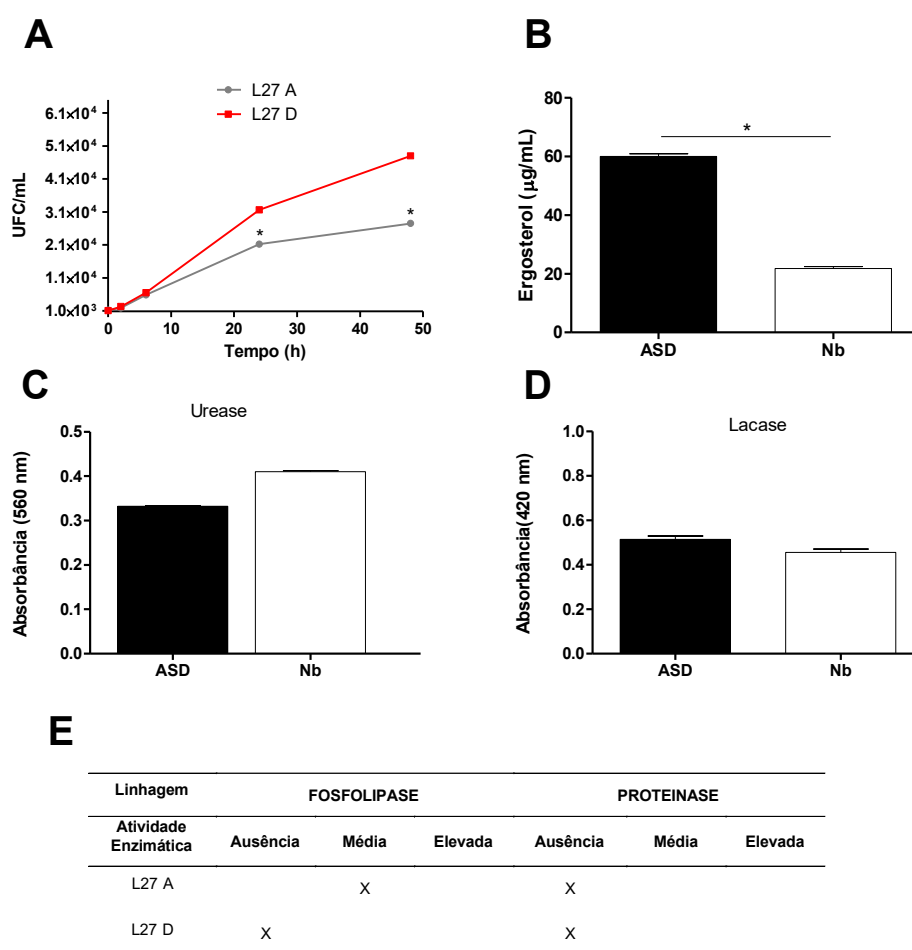 A
L27 A
L27 D
6.1×10⁴
5.1×10⁴
4.1×10⁴
3.1×10⁴
2.1×10⁴
1.1×10⁴
1.0×10³
UFC/mL
*
*
0 10 20 30 40 50
Tempo (h)
B
80
60
40
20
0
Ergosterol (µg/mL)
*
ASD Nb
C
Urease
0.5
0.4
0.3
0.2
0.1
0.0
Absorbância (560 nm)
ASD Nb
D
Lacase
1.0
0.8
0.6
0.4
0.2
0.0
Absorbância(420 nm)
ASD Nb
E
Linhagem FOSFOLIPASE PROTEINASE
Atividade
Enzimática Ausência Média Elevada Ausência Média Elevada
L27 A X X
L27 D X X